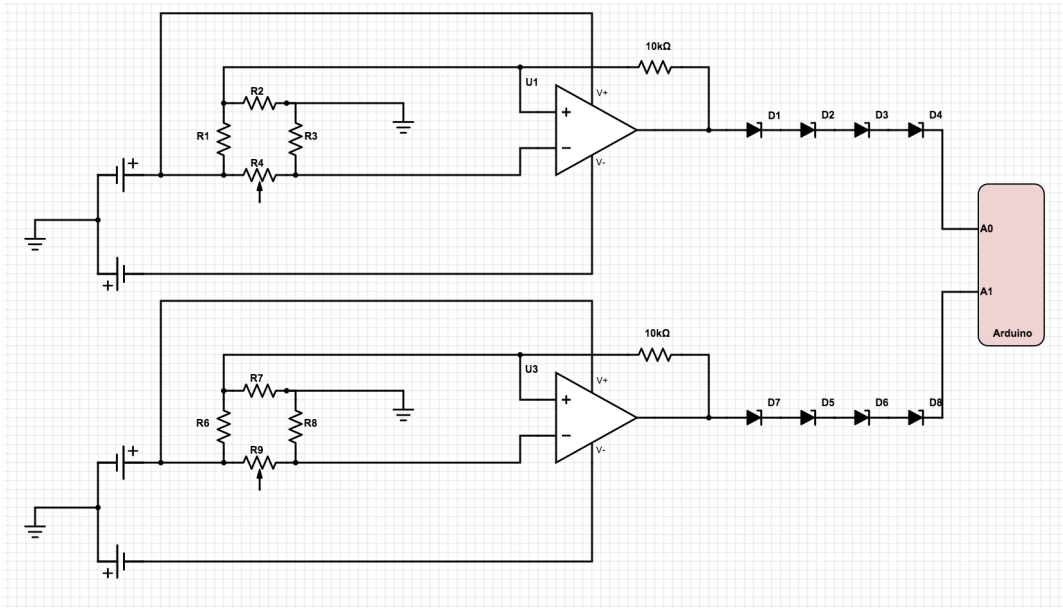 10kΩ
U1
V+
R2
D1
D2
D3
D4
+
R1
R3
−
V-
R4
+
A0
+
A1
10kΩ
Arduino
U3
V+
R7
D7
D5
D6
D8
+
R6
R8
−
V-
R9
+
+